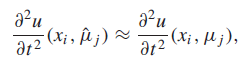 ∂²u/∂t² (xᵢ, μ̂ⱼ) ≈ ∂²u/∂t² (xᵢ, μⱼ),